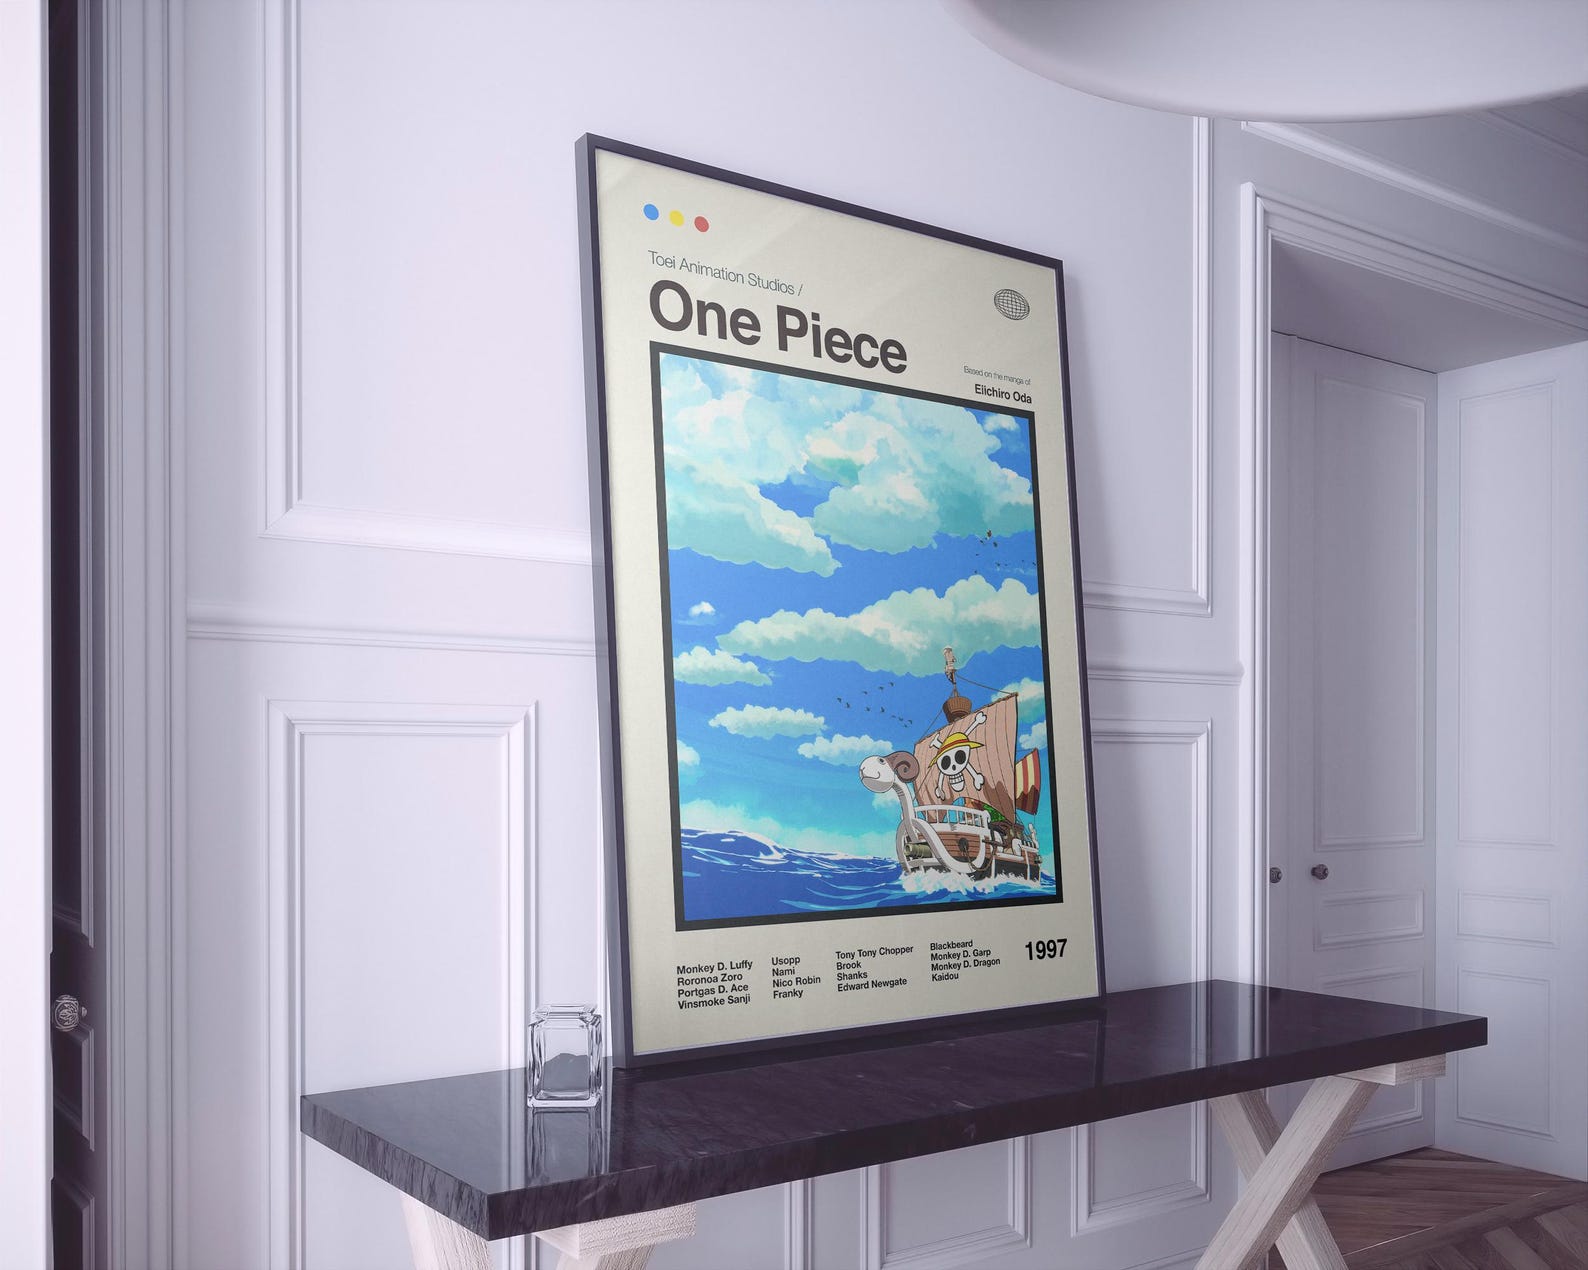 Toei Animation Studios /
One Piece
Based on the manga of
Eiichiro Oda
Monkey D. Luffy
Roronoa Zoro
Portgas D. Ace
Vinsmoke Sanji
Usopp
Nami
Nico Robin
Franky
Tony Tony Chopper
Brook
Shanks
Edward Newgate
Blackbeard
Monkey D. Garp
Monkey D. Dragon
Kaidou
1997